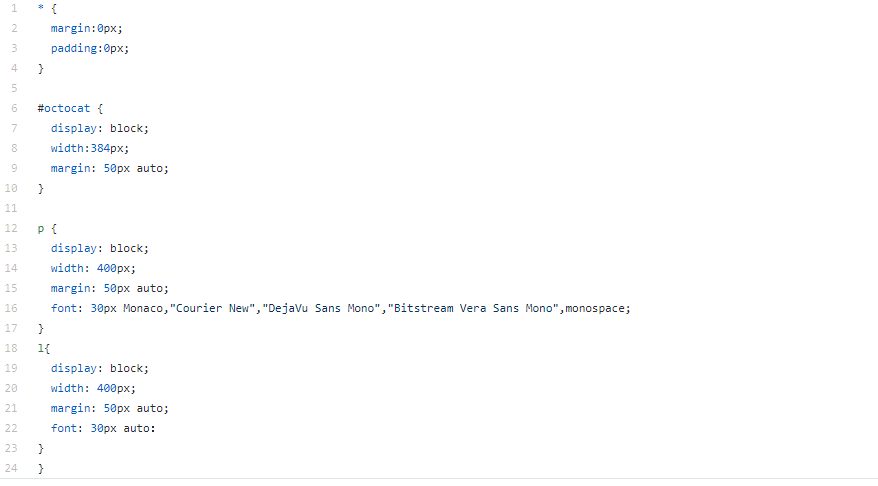 1 * {
2 margin:0px;
3 padding:0px;
4 }
5
6 #octocat {
7 display: block;
8 width:384px;
9 margin: 50px auto;
10 }
11
12 p {
13 display: block;
14 width: 400px;
15 margin: 50px auto;
16 font: 30px Monaco,"Courier New","DejaVu Sans Mono","Bitstream Vera Sans Mono",monospace;
17 }
18 l{
19 display: block;
20 width: 400px;
21 margin: 50px auto;
22 font: 30px auto:
23 }
24 }